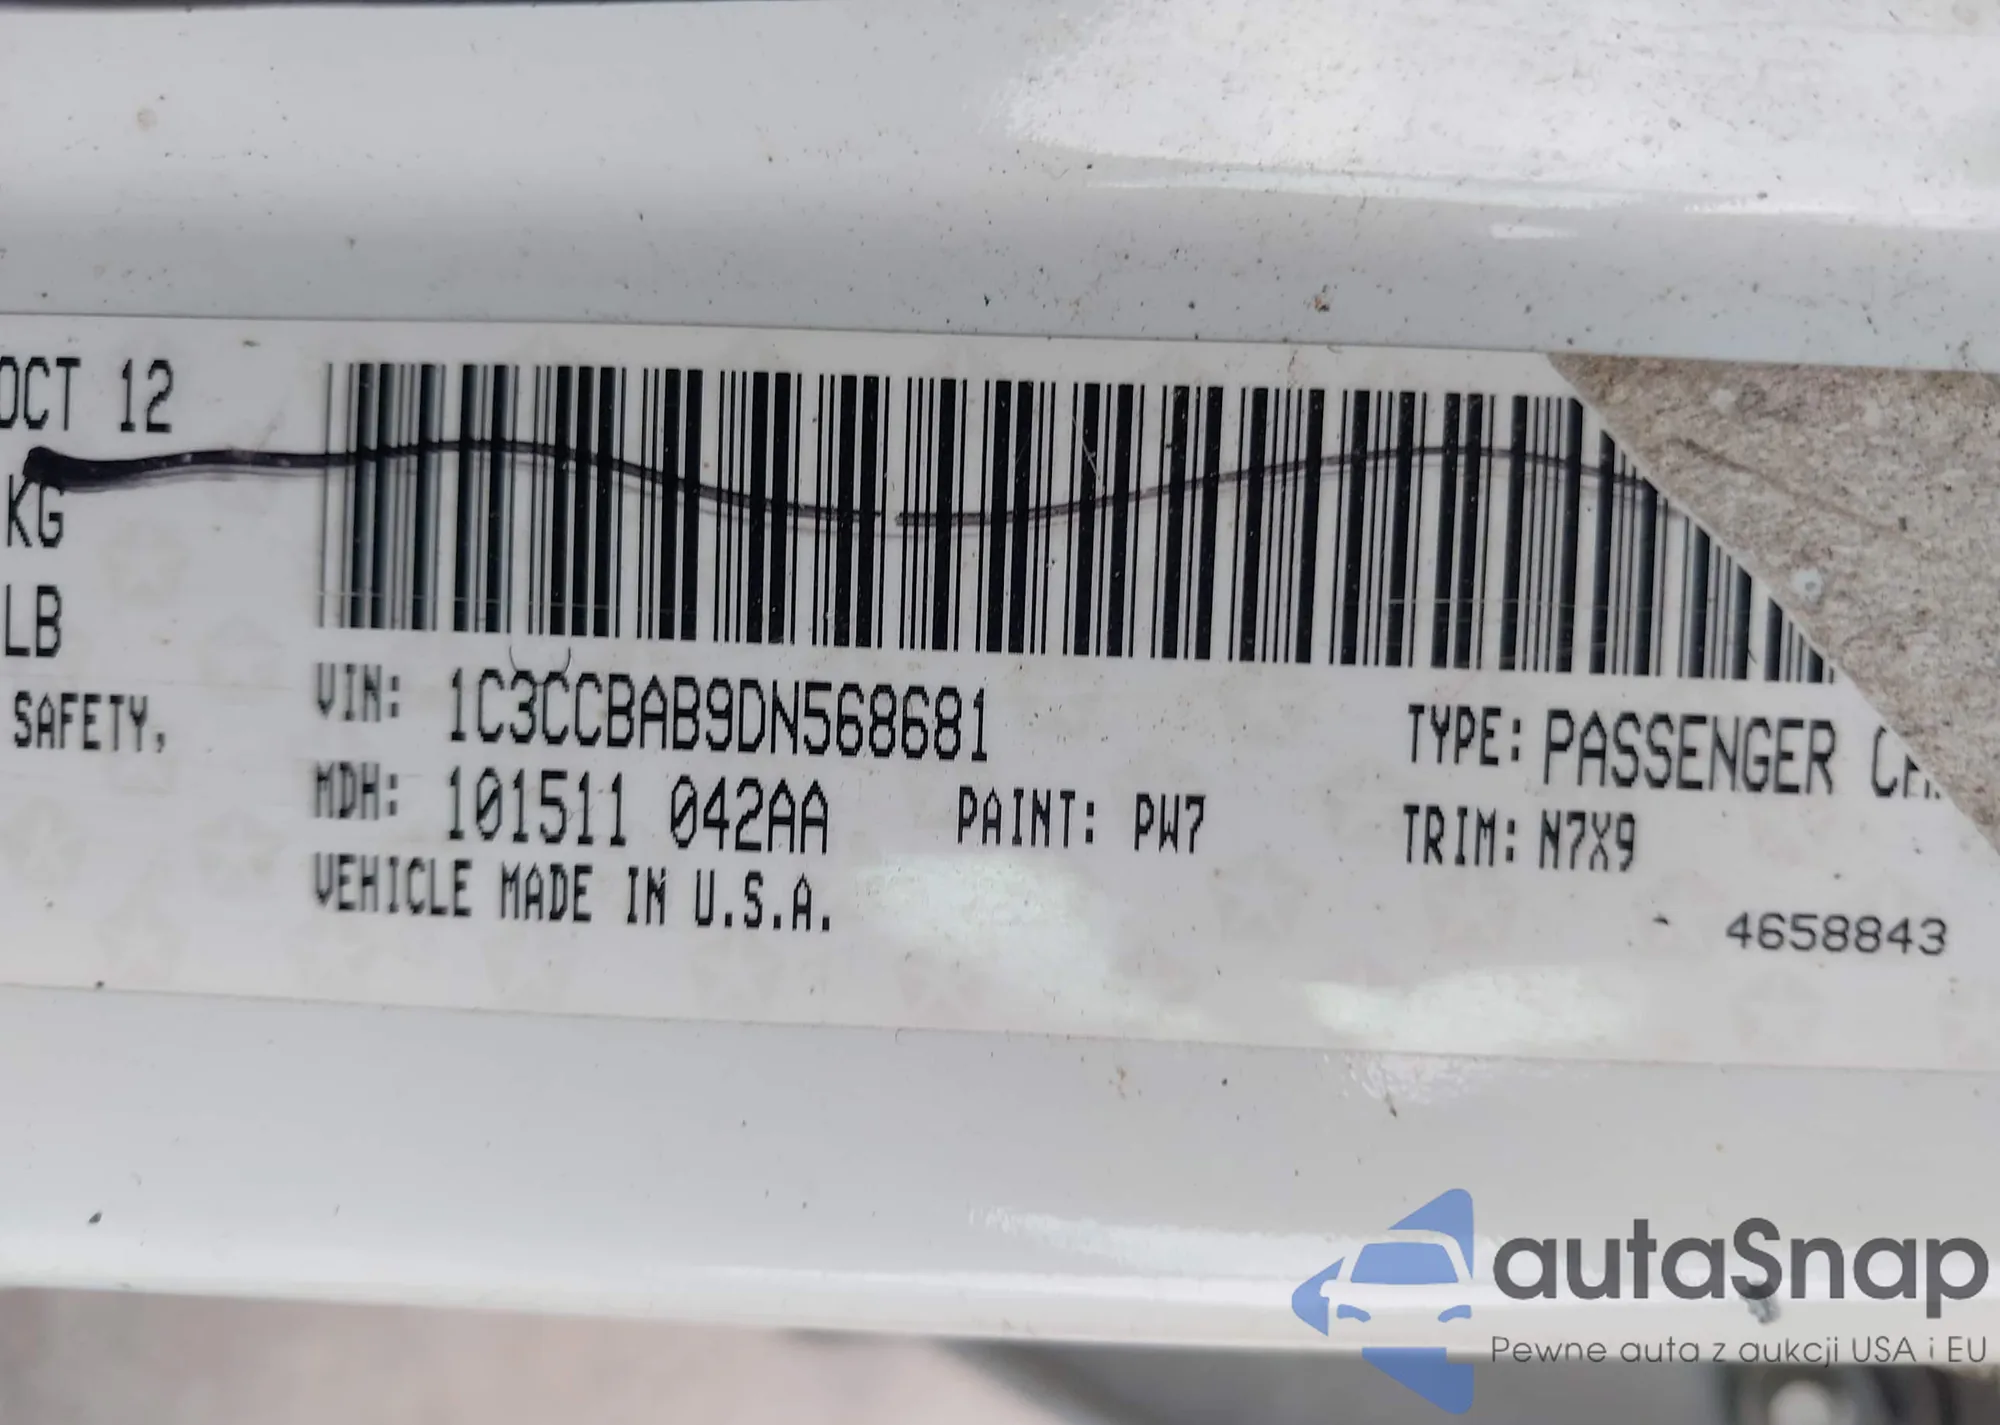 OCT 12
KG
LB
SAFETY,
VIN: 1C3CCBAB9DN568681 TYPE: PASSENGER
MDH: 101511 042AA PAINT: PW7 TRIM: N7X9
VEHICLE MADE IN U.S.A.
4658843
autaSnap
Pewne auta z aukcji USA i EU